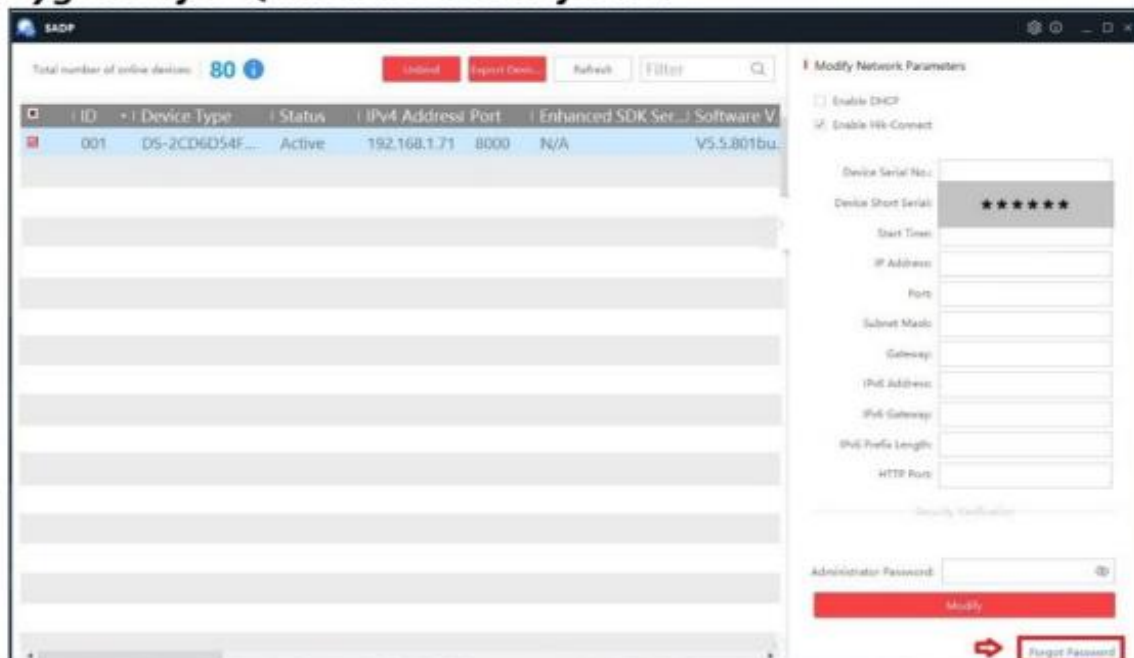 SADP
Total number of online devices: 80
Unbind
Export Devi...
Refresh
Filter
ID
Device Type
Status
IPv4 Address
Port
Enhanced SDK Ser...
Software V
001
DS-2CD6D54F...
Active
192.168.1.71
8000
N/A
V5.5.801bu.
Modify Network Parameters
Enable DHCP
Enable Hik-Connect
Device Serial No.:
Device Short Serial:
******
Start Time:
IP Address:
Port:
Subnet Mask:
Gateway:
IPv6 Address:
IPv6 Gateway:
IPv6 Prefix Length:
HTTP Port:
Security Verification
Administrator Password:
Modify
Forgot Password